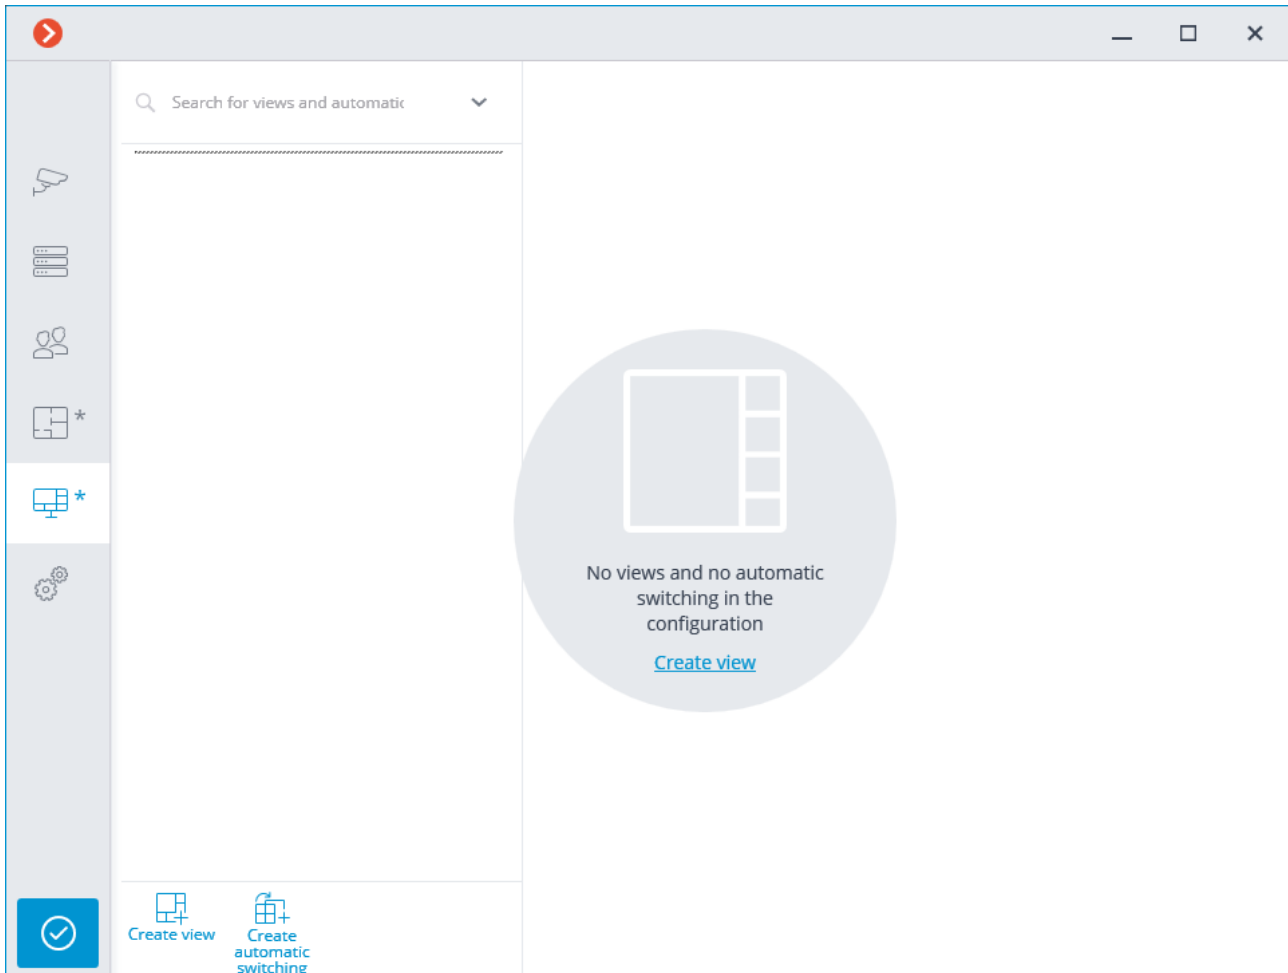 Search for views and automatic
*
*
No views and no automatic
switching in the
configuration
Create view
Create view
Create
automatic
switching